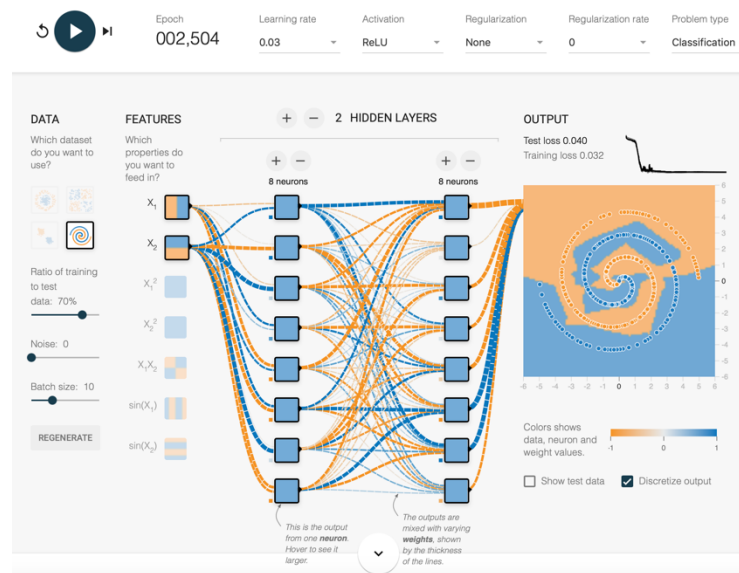 Epoch
002,504
Learning rate
0.03
Activation
ReLU
Regularization
None
Regularization rate
0
Problem type
Classification
DATA
Which dataset
do you want to
use?
Ratio of training
to test
data: 70%
Noise: 0
Batch size: 10
REGENERATE
FEATURES
Which
properties do
you want to
feed in?
X₁
X₂
X₁²
X₂²
X₁X₂
sin(X₁)
sin(X₂)
+ − 2 HIDDEN LAYERS
+ −
8 neurons
+ −
8 neurons
This is the output
from one neuron.
Hover to see it
larger.
The outputs are
mixed with varying
weights, shown
by the thickness
of the lines.
OUTPUT
Test loss 0.040
Training loss 0.032
6
5
4
3
2
1
0
-1
-2
-3
-4
-5
-6
-6 -5 -4 -3 -2 -1 0 1 2 3 4 5 6
Colors shows
data, neuron and
weight values.
-1 0 1
Show test data
Discretize output